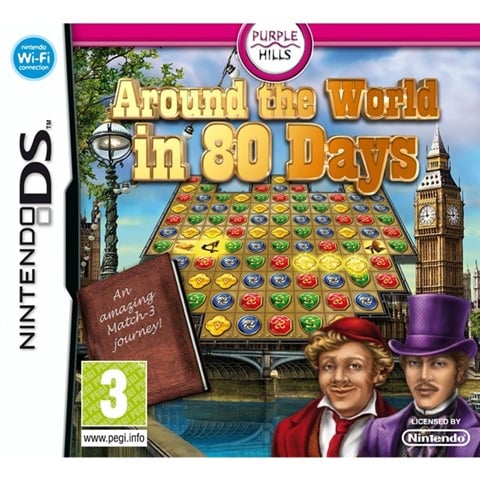 Nintendo
Wi-Fi
connection
PURPLE
HILLS
Around the World
in 80 Days
NINTENDO DS™
An
amazing
Match-3
journey!
3
www.pegi.info
LICENSED BY
Nintendo